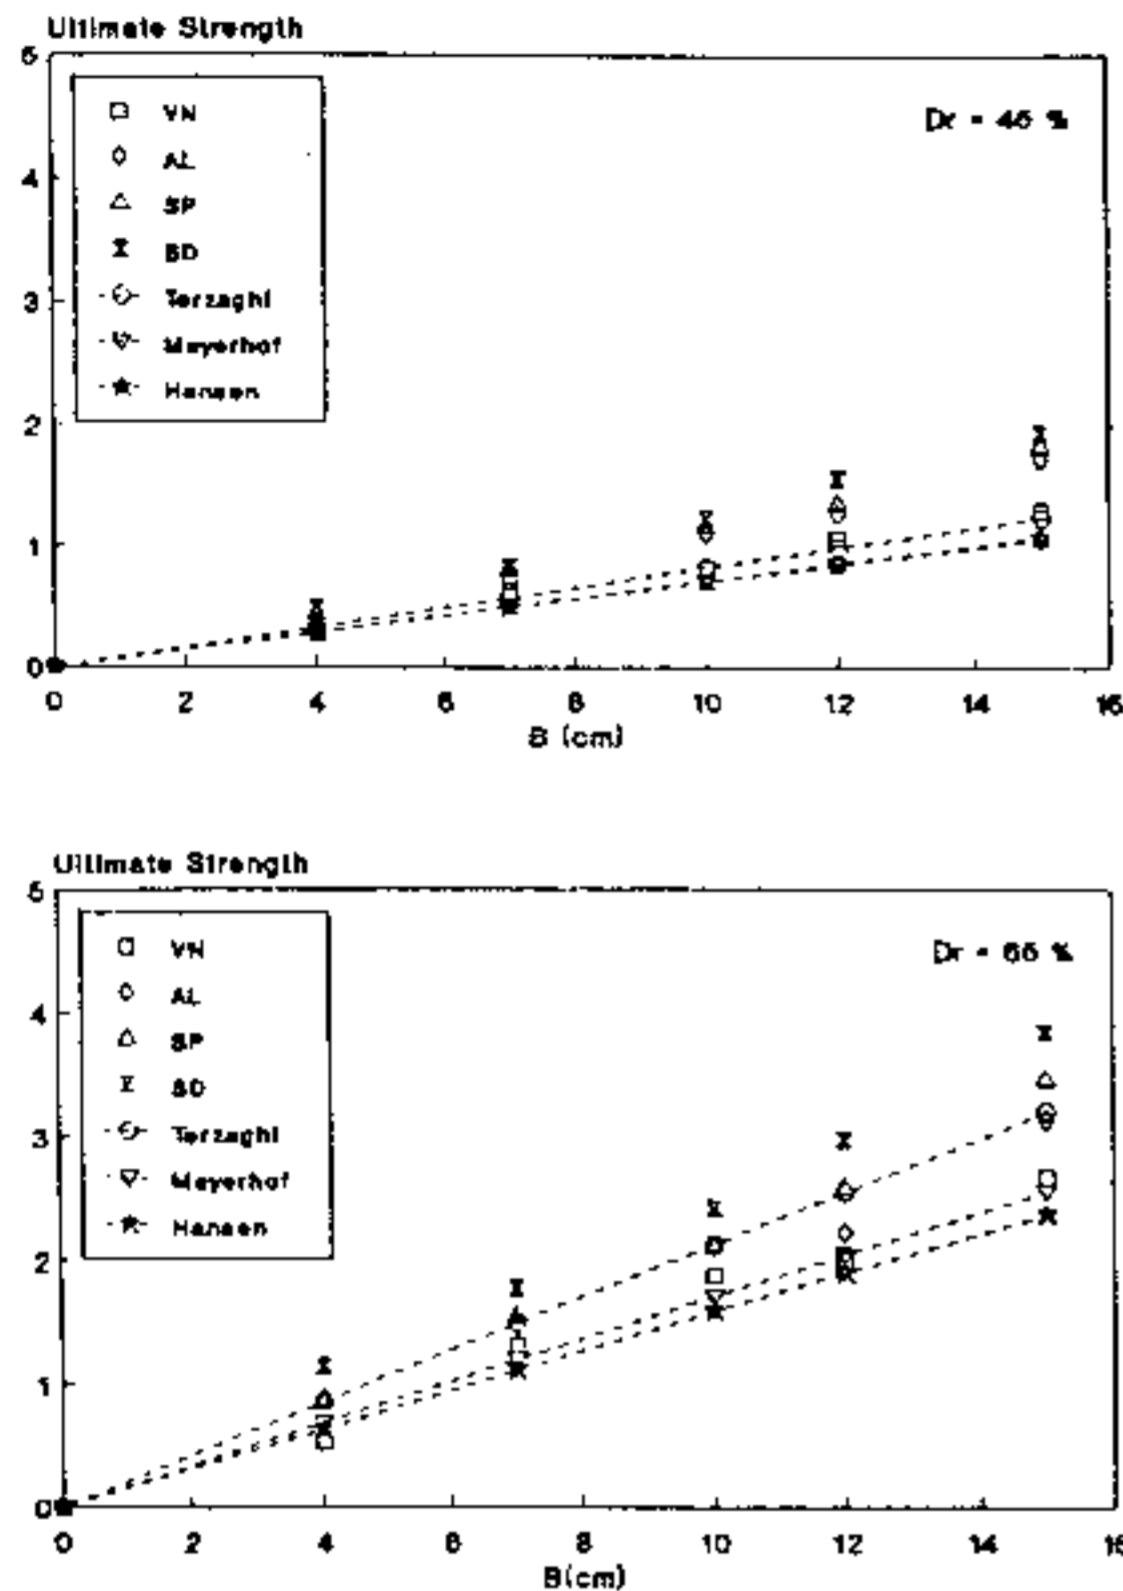 Ultimate Strength
5
VN
Dr = 45 %
AL
4
SP
SD
3
Terzaghi
Meyerhof
Hansen
2
1
0
0 2 4 6 8 10 12 14 16
B (cm)
Ultimate Strength
5
VN
Dr = 65 %
AL
4
SP
SD
3
Terzaghi
Meyerhof
Hansen
2
1
0
0 2 4 6 8 10 12 14 16
B(cm)